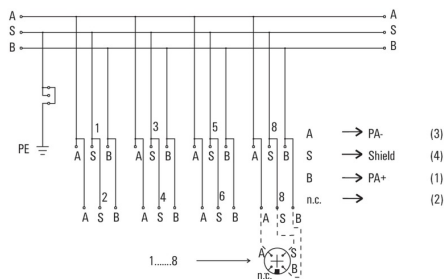 A A
S S
B B
PE
1 3 5 8
A S B A S B A S B A S B
A → PA- (3)
S → Shield (4)
B → PA+ (1)
n.c. → (2)
2 4 6 8
A S B A S B A S B A S B
1.......8
A S
B
n.c.